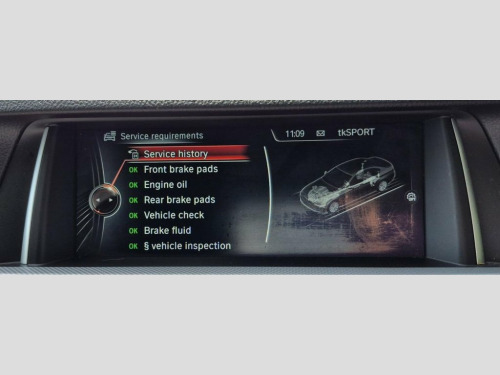 Service requirements
11:09 tkSPORT
Service history
OK Front brake pads
OK Engine oil
OK Rear brake pads
OK Vehicle check
OK Brake fluid
OK § vehicle inspection